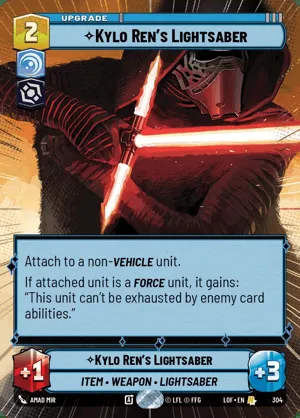 UPGRADE
2
✧KYLO REN'S LIGHTSABER
Attach to a non-VEHICLE unit.
If attached unit is a FORCE unit, it gains:
“This unit can't be exhausted by enemy card
abilities.”
✧KYLO REN'S LIGHTSABER
+1
+3
ITEM • WEAPON • LIGHTSABER
AMAD MIR
© LFL © FFG
LOF • EN
304